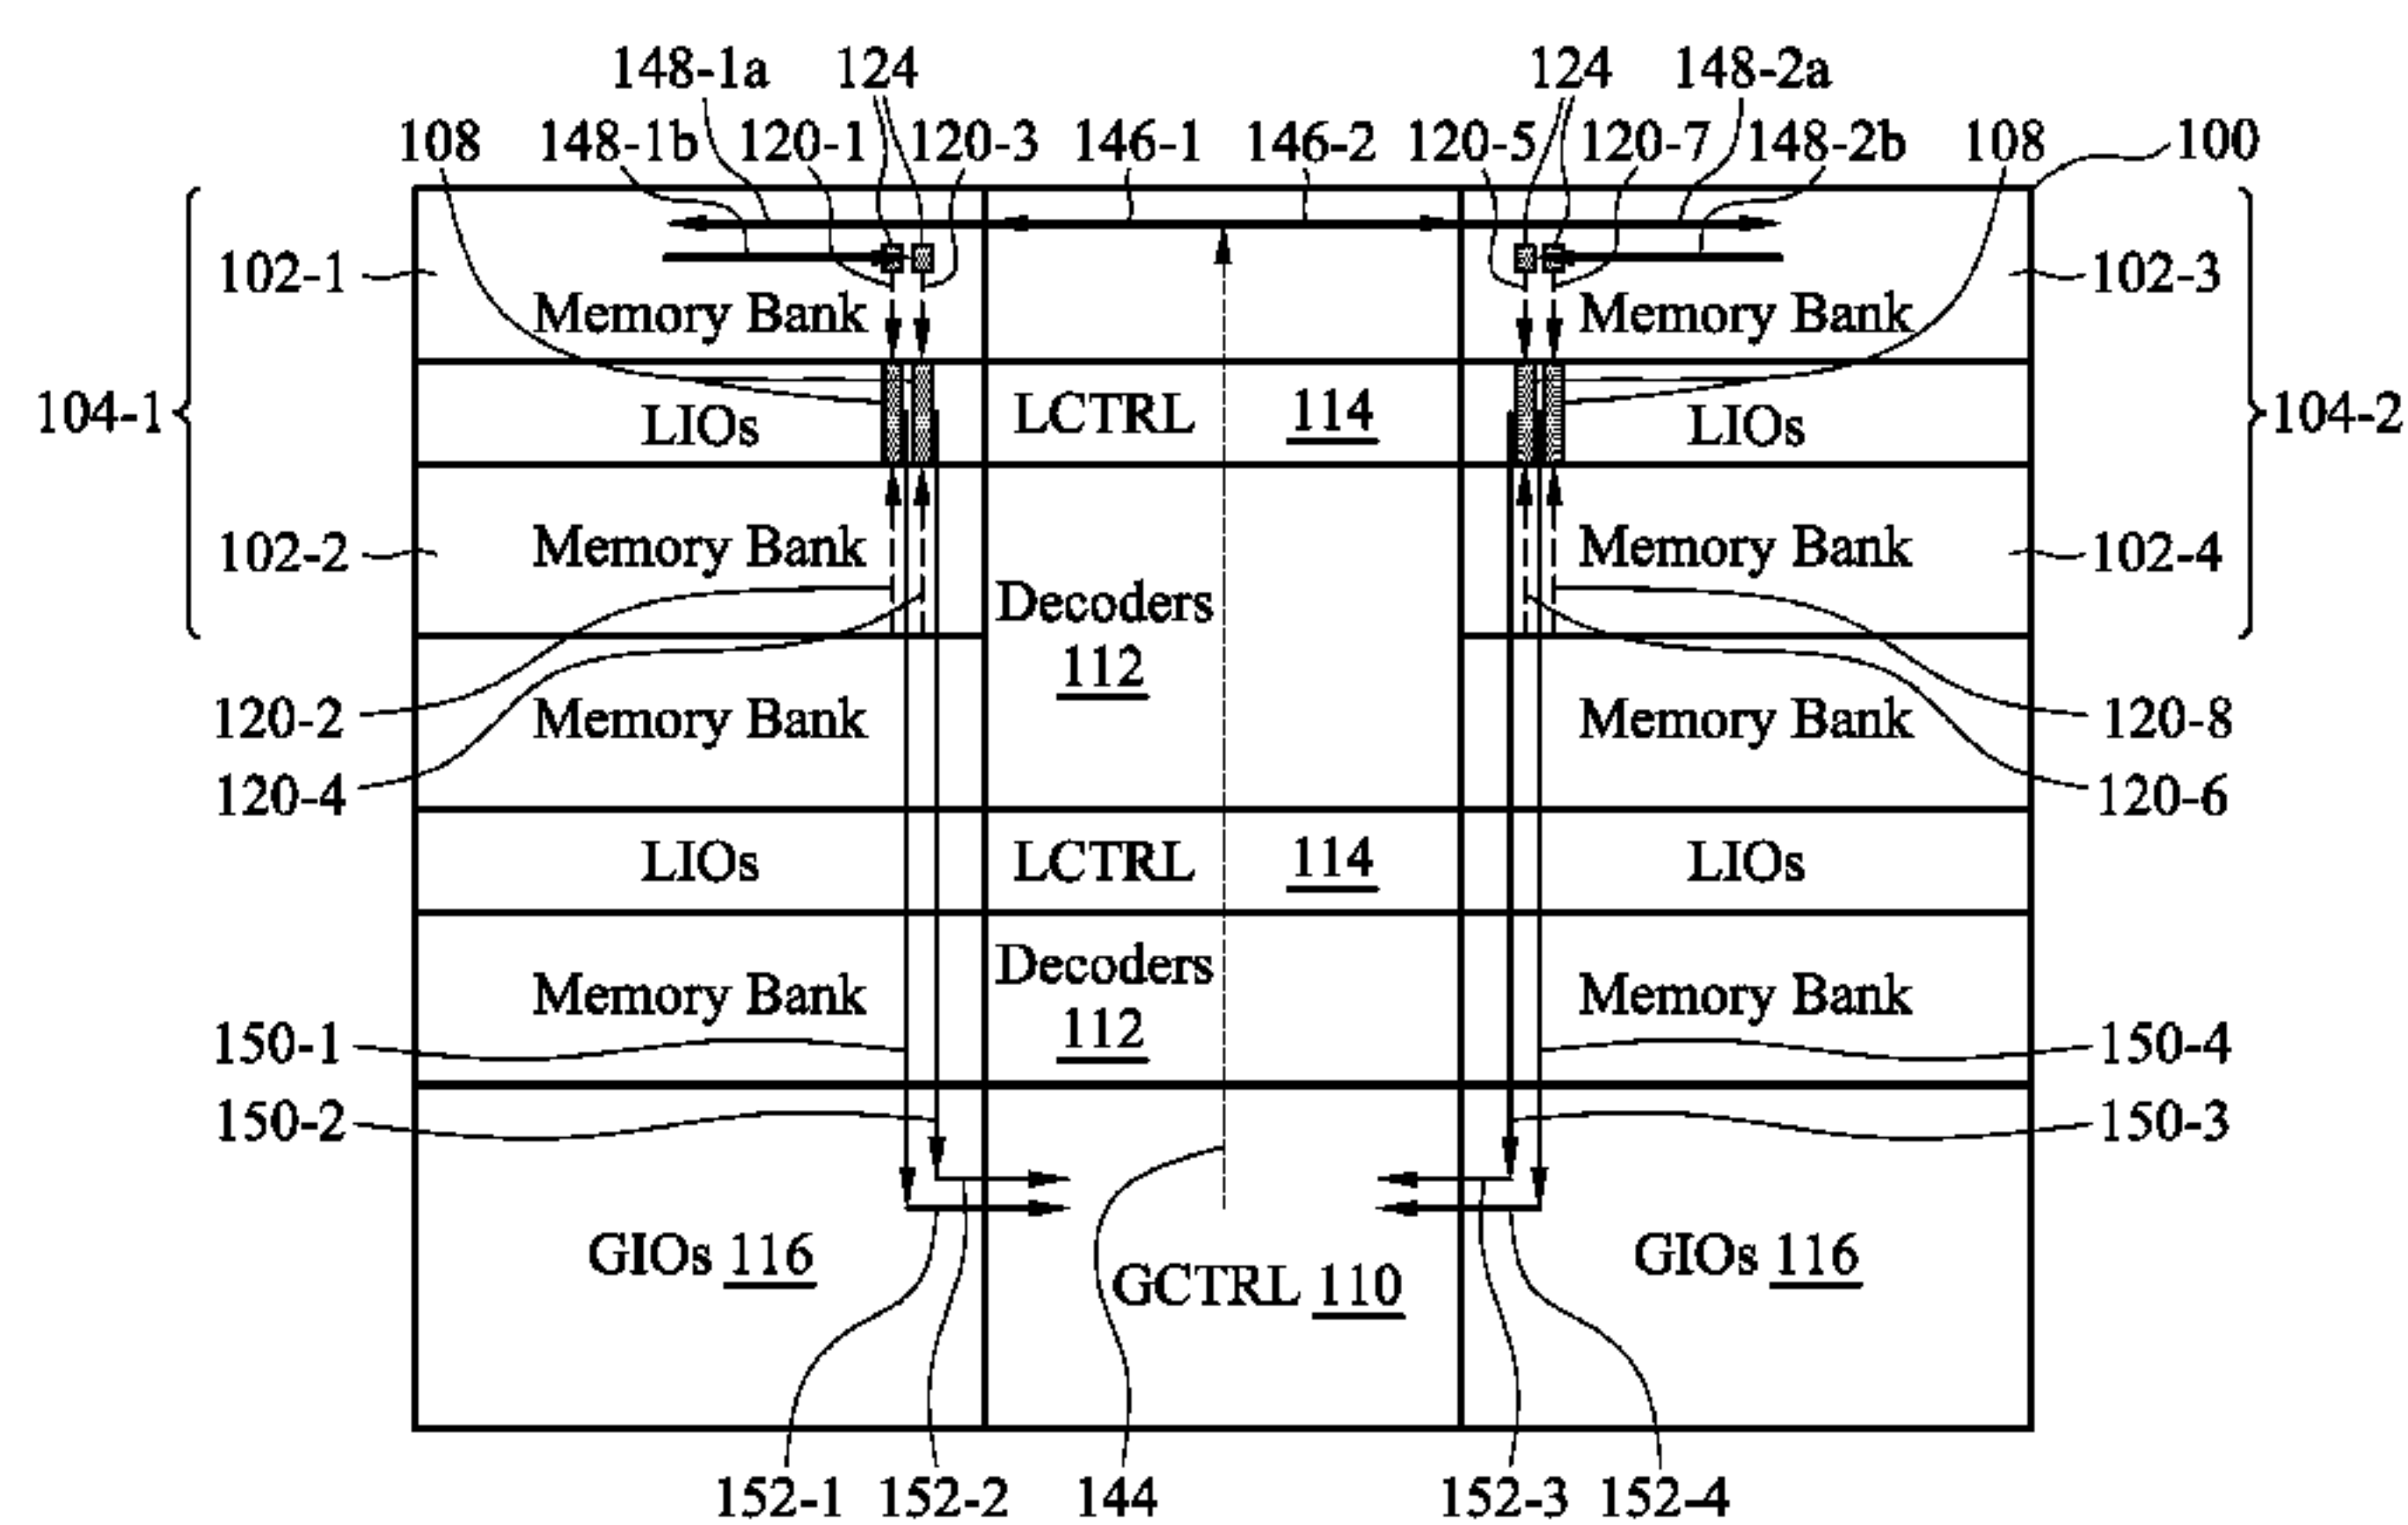 148-1a 124 124 148-2a
108 148-1b 120-1 120-3 146-1 146-2 120-5 120-7 148-2b 108 100
102-1 Memory Bank Memory Bank 102-3
104-1 LIOs LCTRL 114 LIOs 104-2
102-2 Memory Bank Memory Bank 102-4
Decoders
112
120-2 Memory Bank Memory Bank 120-8
120-4 120-6
LIOs LCTRL 114 LIOs
Decoders
Memory Bank Memory Bank
112
150-1 150-4
150-2 150-3
GIOs 116 GCTRL 110 GIOs 116
152-1 152-2 144 152-3 152-4